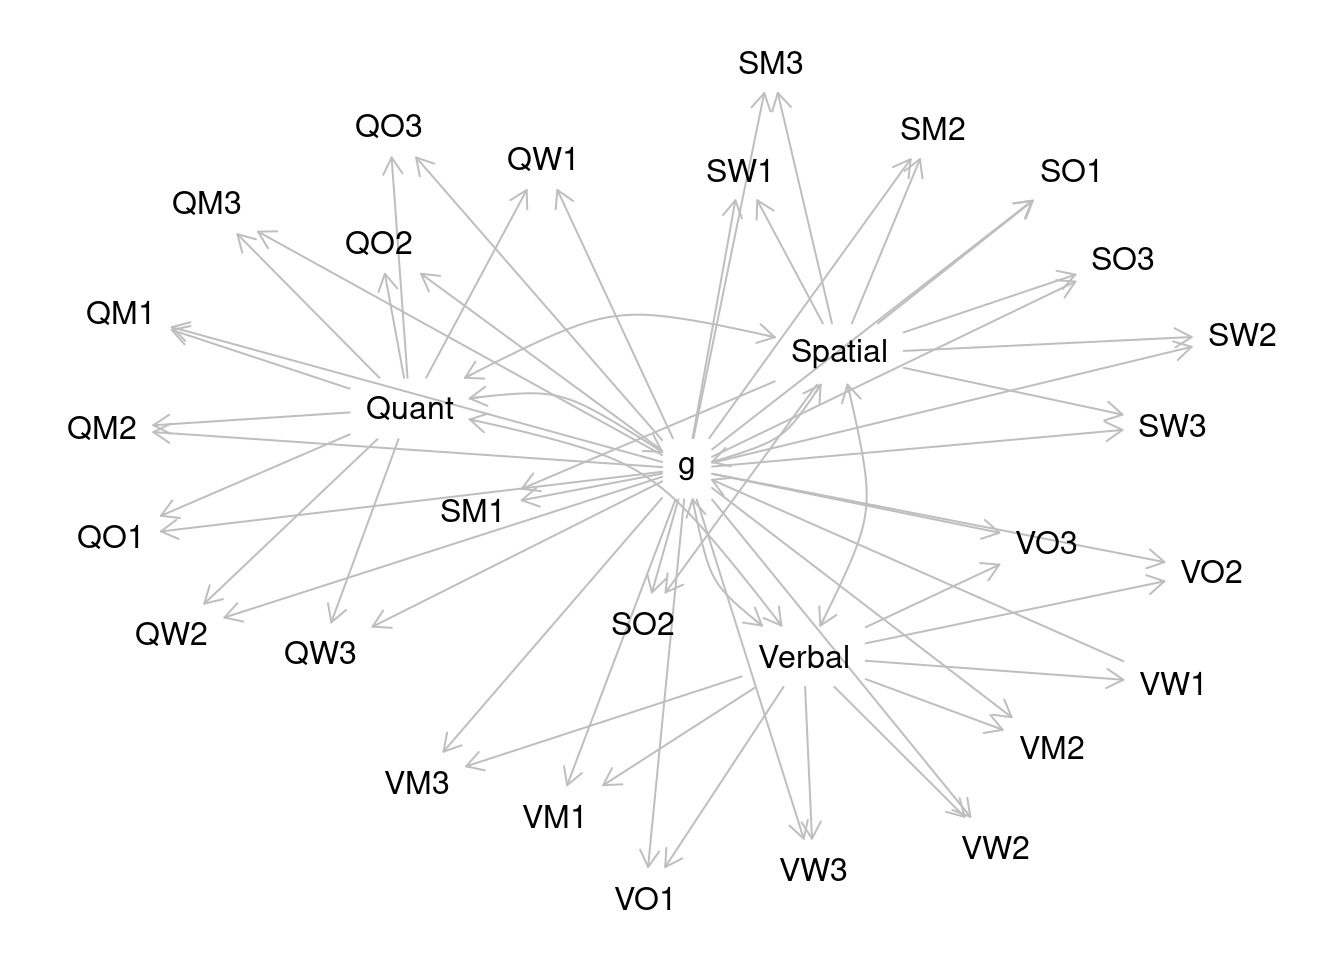 SM3
QO3
SM2
QW1
SW1
SO1
QM3
QO2
SO3
QM1
SW2
Spatial
Quant
QM2
SW3
g
SM1
QO1
VO3
VO2
SO2
QW2
QW3
Verbal
VW1
VM2
VM3
VM1
VW2
VW3
VO1